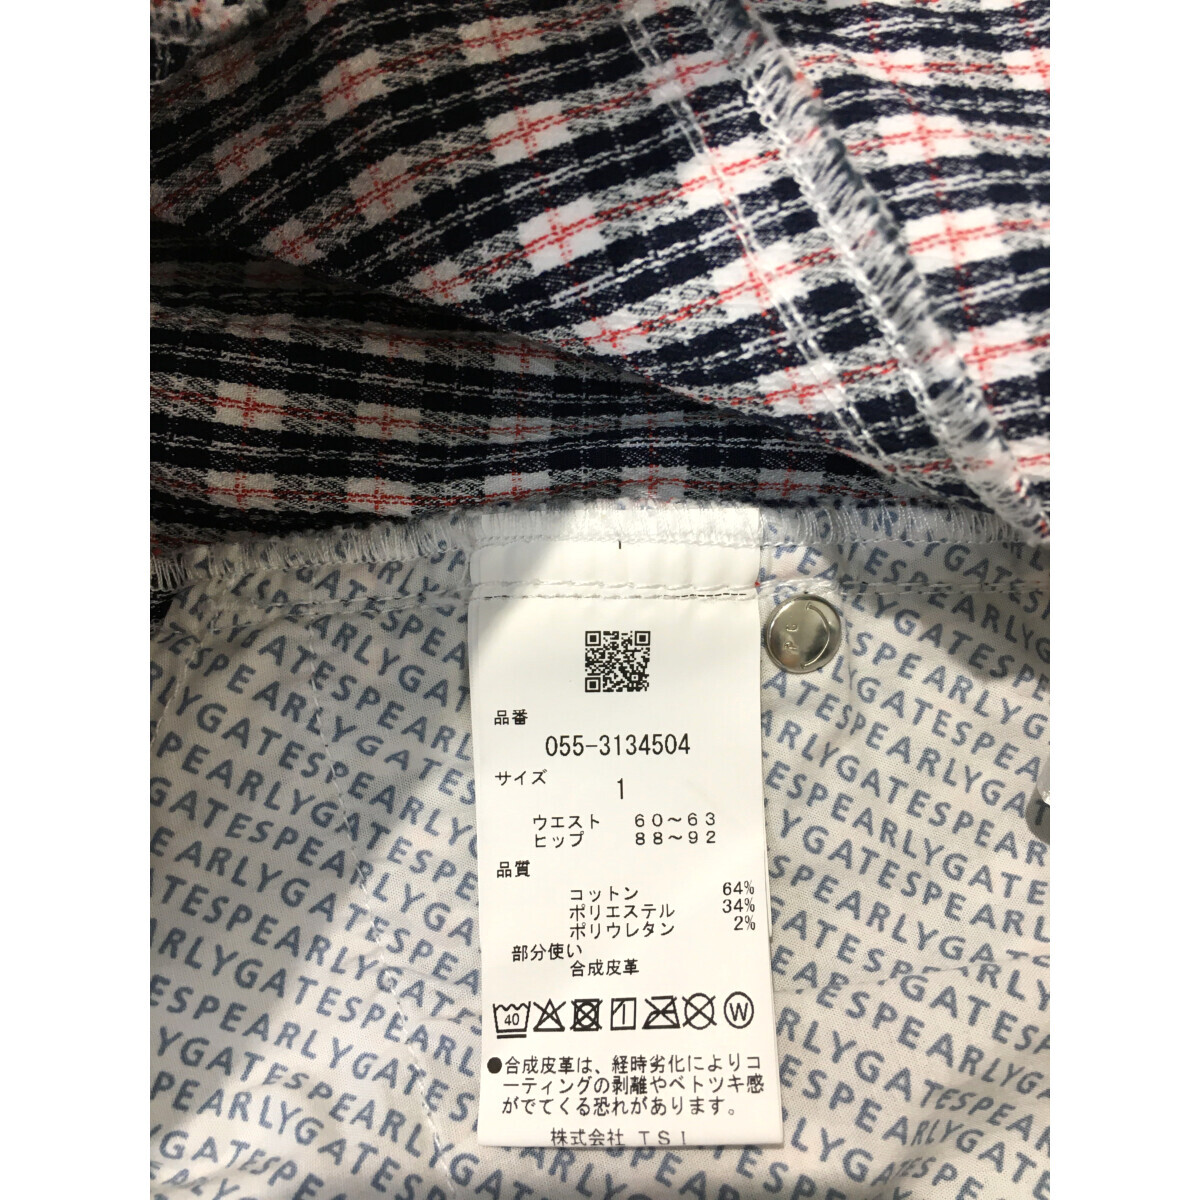 品番
055-3134504
サイズ
1
ウエスト 60～63
ヒップ 88～92
品質
コットン 64%
ポリエステル 34%
ポリウレタン 2%
部分使い
合成皮革
40
W
●合成皮革は、経時劣化によりコ
ーティングの剥離やベトツキ感
がでてくる恐れがあります。
株式会社 TSI
PEARLYGATES